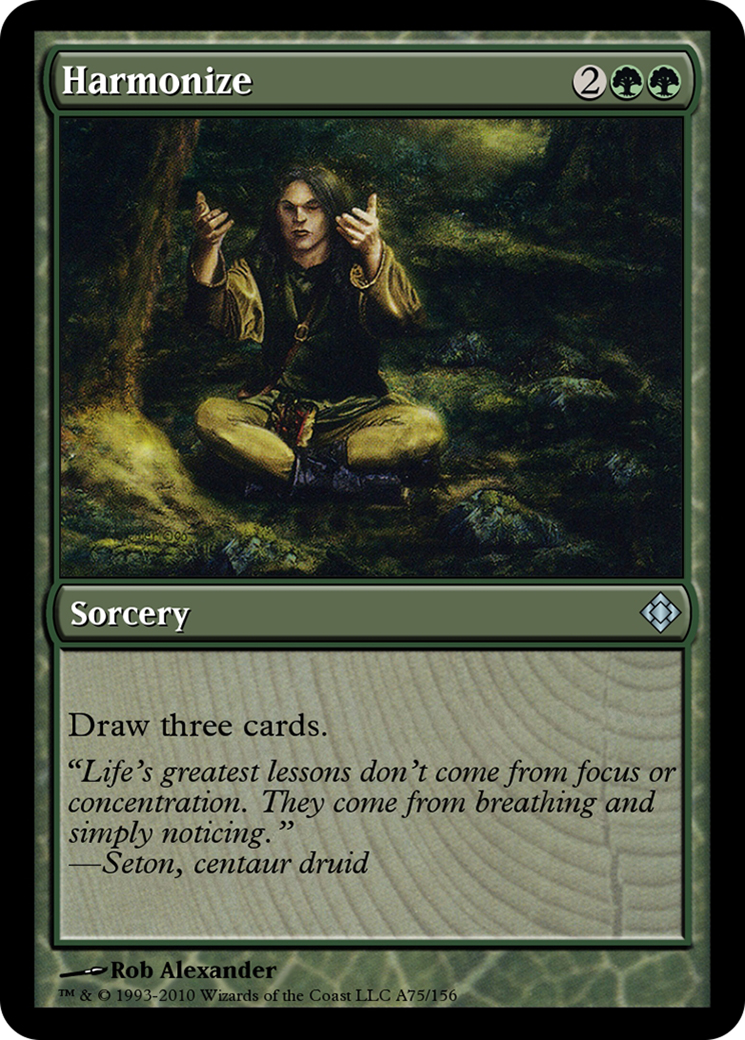 Harmonize 2
Sorcery
Draw three cards.
“Life’s greatest lessons don’t come from focus or
concentration. They come from breathing and
simply noticing.”
—Seton, centaur druid
Rob Alexander
™ & © 1993-2010 Wizards of the Coast LLC A75/156